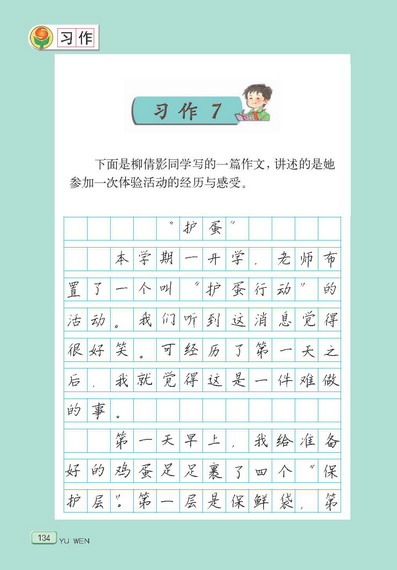 习作
习作7
下面是柳倩影同学写的一篇作文，讲述的是她
参加一次体验活动的经历与感受。
“护蛋”
本学期一开学，老师布
置了一个叫“护蛋行动”的
活动。我们听到这消息觉得
很好笑。可经历了第一天之
后，我就觉得这是一件难做
的事。
第一天早上，我给准备
好的鸡蛋足足裹了四个“保
护层”。第一层是保鲜袋，第
134 YU WEN